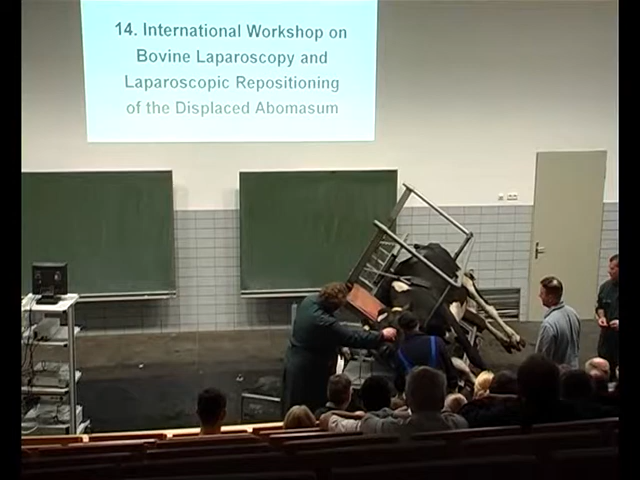 14. International Workshop on
Bovine Laparoscopy and
Laparoscopic Repositioning
of the Displaced Abomasum